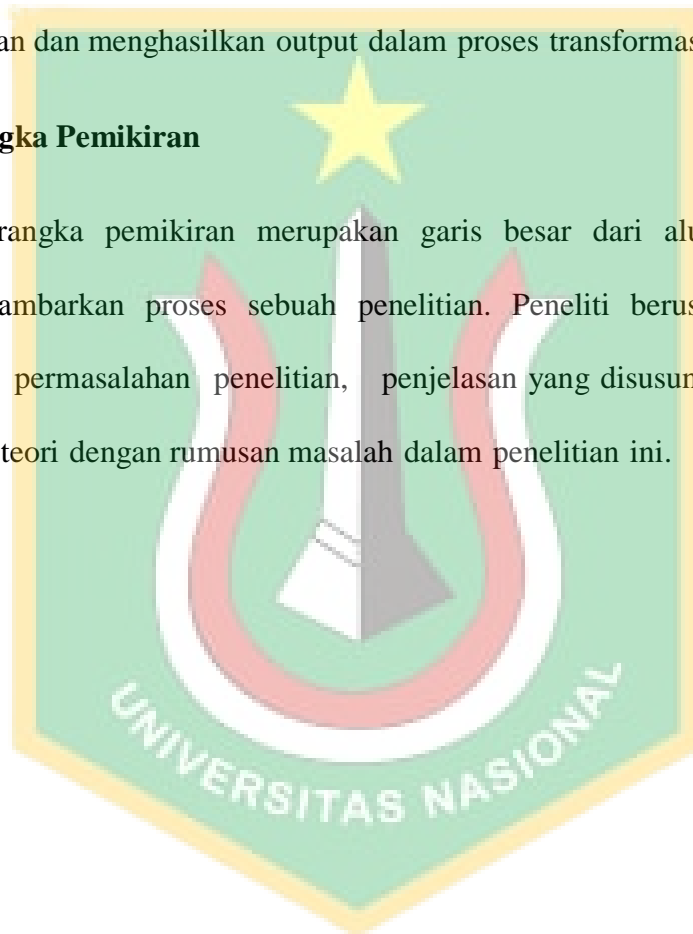 an dan menghasilkan output dalam proses transformas
gka Pemikiran
rangka pemikiran merupakan garis besar dari alu
ambarkan proses sebuah penelitian. Peneliti berus
permasalahan penelitian, penjelasan yang disusun
teori dengan rumusan masalah dalam penelitian ini.
UNIVERSITAS NASIONAL